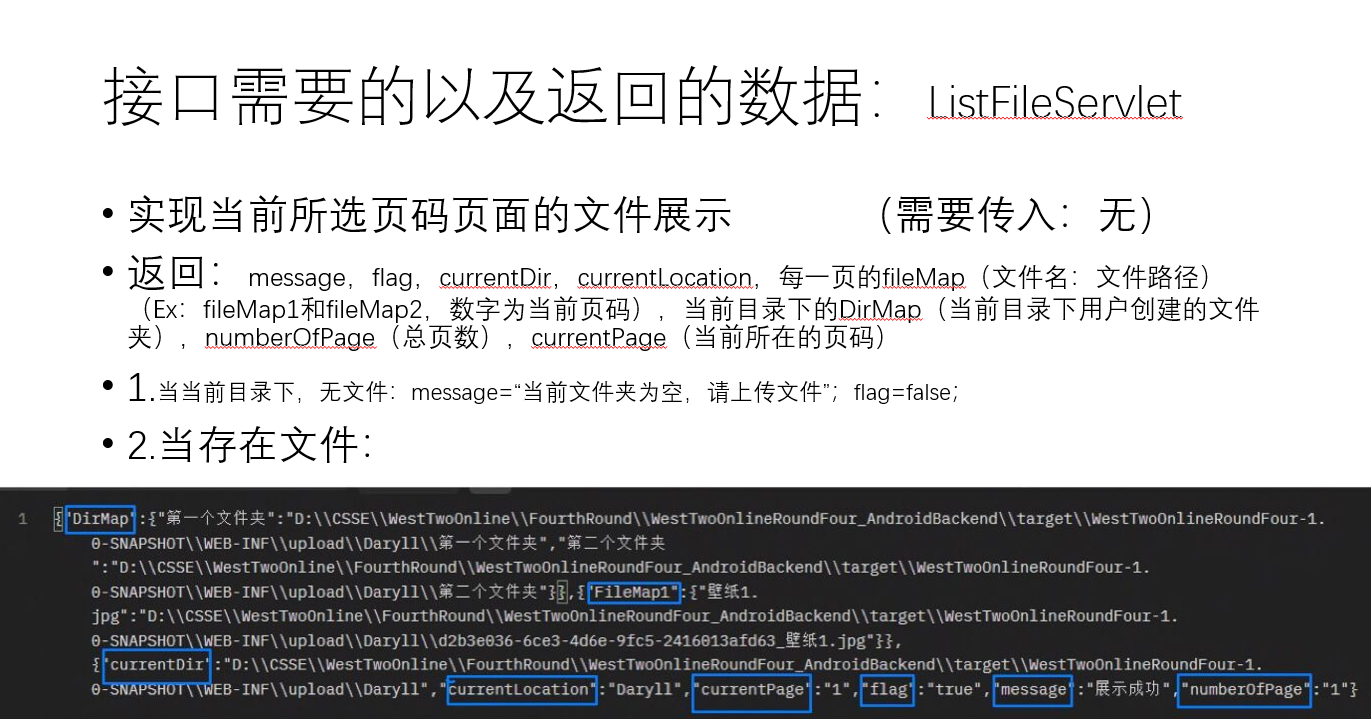 接口需要的以及返回的数据：ListFileServlet
• 实现当前所选页码页面的文件展示 （需要传入：无）
• 返回：message，flag，currentDir，currentLocation，每一页的fileMap（文件名：文件路径）
（Ex：fileMap1和fileMap2，数字为当前页码），当前目录下的DirMap（当前目录下用户创建的文件
夹），numberOfPage（总页数），currentPage（当前所在的页码）
• 1.当当前目录下，无文件：message=“当前文件夹为空，请上传文件”；flag=false；
• 2.当存在文件：
1 {"DirMap":{"第一个文件夹":"D:\\CSSE\\WestTwoOnline\\FourthRound\\WestTwoOnlineRoundFour_AndroidBackend\\target\\WestTwoOnlineRoundFour-1.
0-SNAPSHOT\\WEB-INF\\upload\\Daryll\\第一个文件夹","第二个文件夹
":"D:\\CSSE\\WestTwoOnline\\FourthRound\\WestTwoOnlineRoundFour_AndroidBackend\\target\\WestTwoOnlineRoundFour-1.
0-SNAPSHOT\\WEB-INF\\upload\\Daryll\\第二个文件夹"}},{"FileMap1":{"壁纸1.
jpg":"D:\\CSSE\\WestTwoOnline\\FourthRound\\WestTwoOnlineRoundFour_AndroidBackend\\target\\WestTwoOnlineRoundFour-1.
0-SNAPSHOT\\WEB-INF\\upload\\Daryll\\d2b3e036-6ce3-4d6e-9fc5-2416013afd63_壁纸1.jpg"}},
{"currentDir":"D:\\CSSE\\WestTwoOnline\\FourthRound\\WestTwoOnlineRoundFour_AndroidBackend\\target\\WestTwoOnlineRoundFour-1.
0-SNAPSHOT\\WEB-INF\\upload\\Daryll","currentLocation":"Daryll","currentPage":"1","flag":"true","message":"展示成功","numberOfPage":"1"}